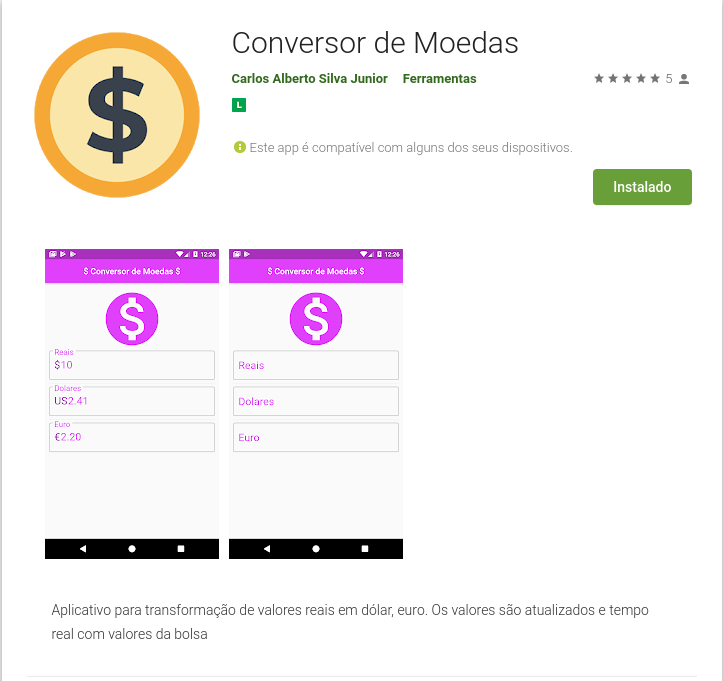 Conversor de Moedas
Carlos Alberto Silva Junior Ferramentas
5
L
Este app é compatível com alguns dos seus dispositivos.
Instalado
12:26
$ Conversor de Moedas $
$
Reais
$10
Dolares
US2.41
Euro
€2.20
12:26
$ Conversor de Moedas $
$
Reais
Dolares
Euro
$
Aplicativo para transformação de valores reais em dólar, euro. Os valores são atualizados e tempo
real com valores da bolsa